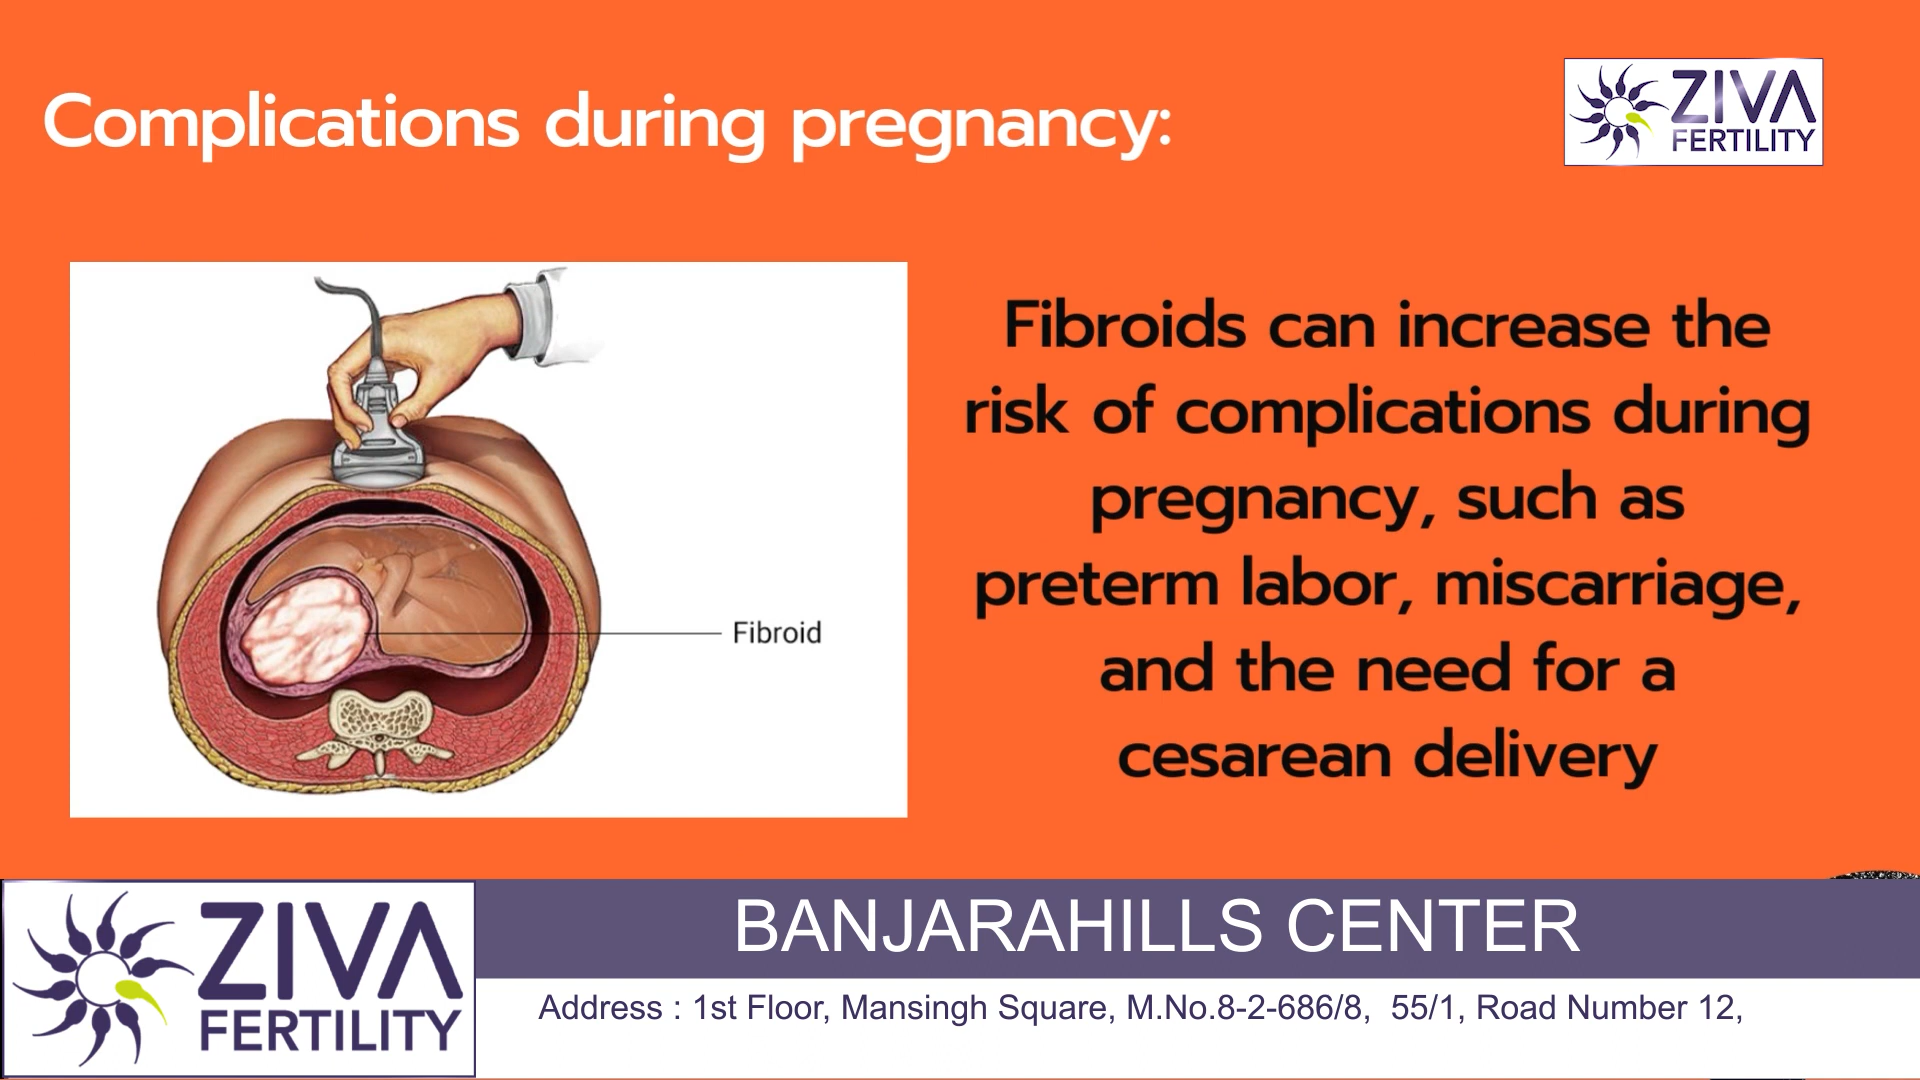 Complications during pregnancy:
ZIVA
FERTILITY
Fibroids can increase the
risk of complications during
pregnancy, such as
preterm labor, miscarriage,
and the need for a
cesarean delivery
Fibroid
ZIVA
FERTILITY
BANJARAHILLS CENTER
Address : 1st Floor, Mansingh Square, M.No.8-2-686/8,  55/1, Road Number 12,